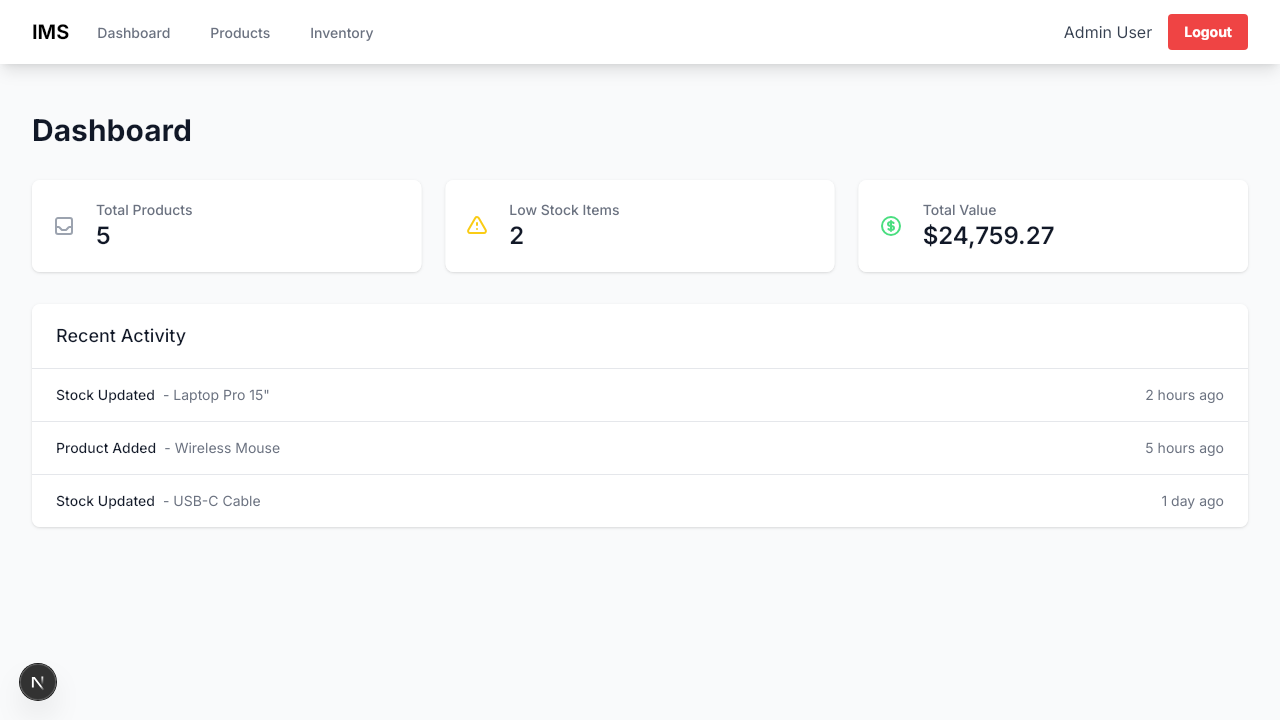 IMS Dashboard Products Inventory Admin User Logout
Dashboard
Total Products
5
Low Stock Items
2
Total Value
$24,759.27
Recent Activity
Stock Updated - Laptop Pro 15" 2 hours ago
Product Added - Wireless Mouse 5 hours ago
Stock Updated - USB-C Cable 1 day ago
N